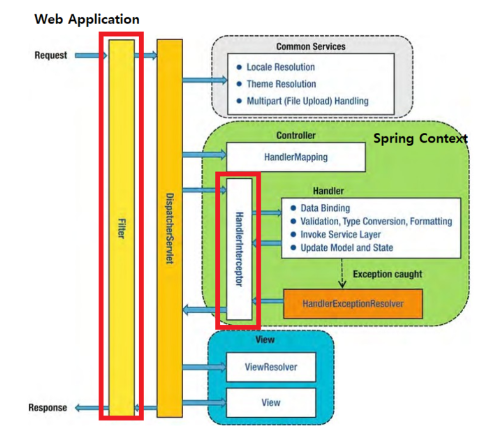 Web Application
Request
Common Services
Locale Resolution
Theme Resolution
Multipart (File Upload) Handling
Controller
Spring Context
HandlerMapping
Filter
DispatcherServlet
HandlerInterceptor
Handler
Data Binding
Validation, Type Conversion, Formatting
Invoke Service Layer
Update Model and State
Exception caught
HandlerExceptionResolver
View
ViewResolver
View
Response